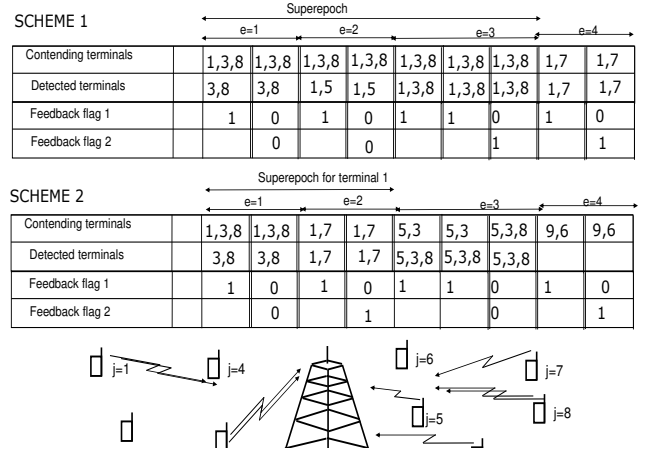 SCHEME 1
Superepoch
e=1 e=2 e=3 e=4
Contending terminals 1,3,8 1,3,8 1,3,8 1,3,8 1,3,8 1,3,8 1,3,8 1,7 1,7
Detected terminals 3,8 3,8 1,5 1,5 1,3,8 1,3,8 1,3,8 1,7 1,7
Feedback flag 1 1 0 1 0 1 1 0 1 0
Feedback flag 2 0 0 1 1
SCHEME 2
Superepoch for terminal 1
e=1 e=2 e=3 e=4
Contending terminals 1,3,8 1,3,8 1,7 1,7 5,3 5,3 5,3,8 9,6 9,6
Detected terminals 3,8 3,8 1,7 1,7 5,3,8 5,3,8 5,3,8
Feedback flag 1 1 0 1 0 1 1 0 1 0
Feedback flag 2 0 1 0 1
j=1 j=4 j=6 j=7
j=5 j=8